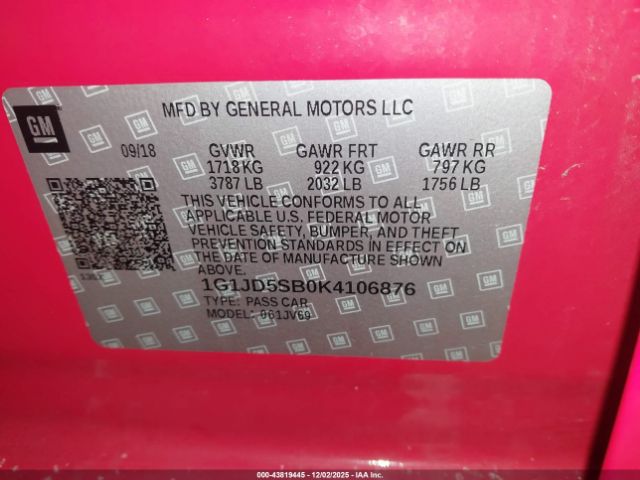 MFD BY GENERAL MOTORS LLC
GM
09/18 GVWR GAWR FRT GAWR RR
1718 KG 922 KG 797 KG
3787 LB 2032 LB 1756 LB
THIS VEHICLE CONFORMS TO ALL
APPLICABLE U.S. FEDERAL MOTOR
VEHICLE SAFETY, BUMPER, AND THEFT
PREVENTION STANDARDS IN EFFECT ON
THE DATE OF MANUFACTURE SHOWN
ABOVE.
1G1JD5SB0K4106876
TYPE: PASS CAR
MODEL: 061JV69
000-43819445 - 12/02/2025 - IAA Inc.